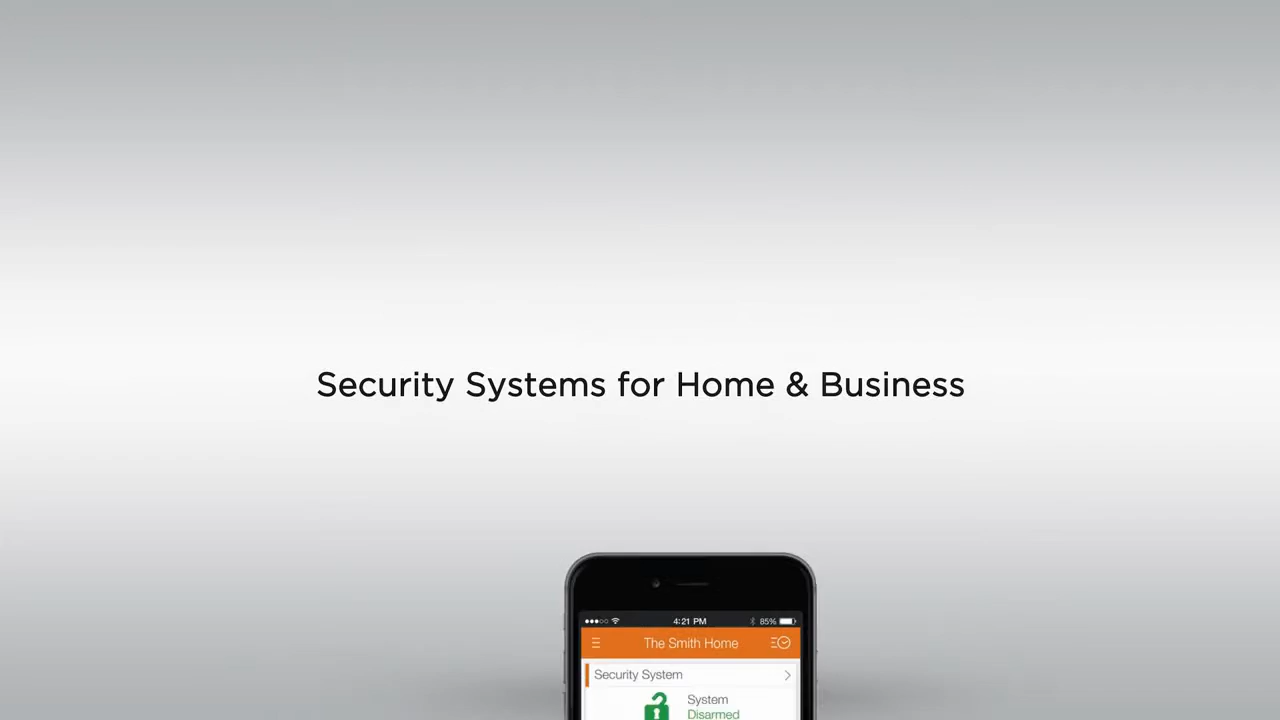 Security Systems for Home & Business
4:21 PM
85%
The Smith Home
Security System
System
Disarmed